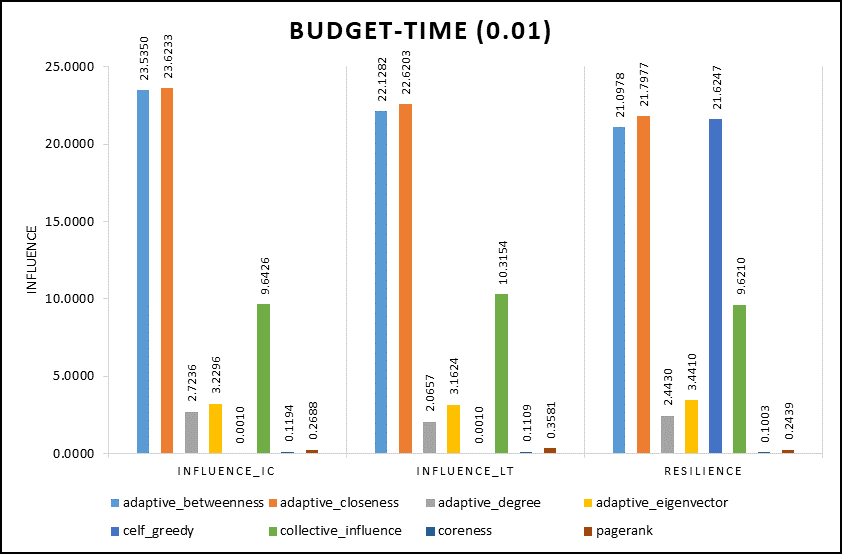 BUDGET-TIME (0.01)
INFLUENCE
25.0000
20.0000
15.0000
10.0000
5.0000
0.0000
23.5350
23.6233
2.7236
3.2296
0.0010
9.6426
0.1194
0.2688
22.1282
22.6203
2.0657
3.1624
0.0010
10.3154
0.1109
0.3581
21.0978
21.7977
2.4430
3.4410
21.6247
9.6210
0.1003
0.2439
INFLUENCE_IC
INFLUENCE_LT
RESILIENCE
adaptive_betweenness
adaptive_closeness
adaptive_degree
adaptive_eigenvector
celf_greedy
collective_influence
coreness
pagerank